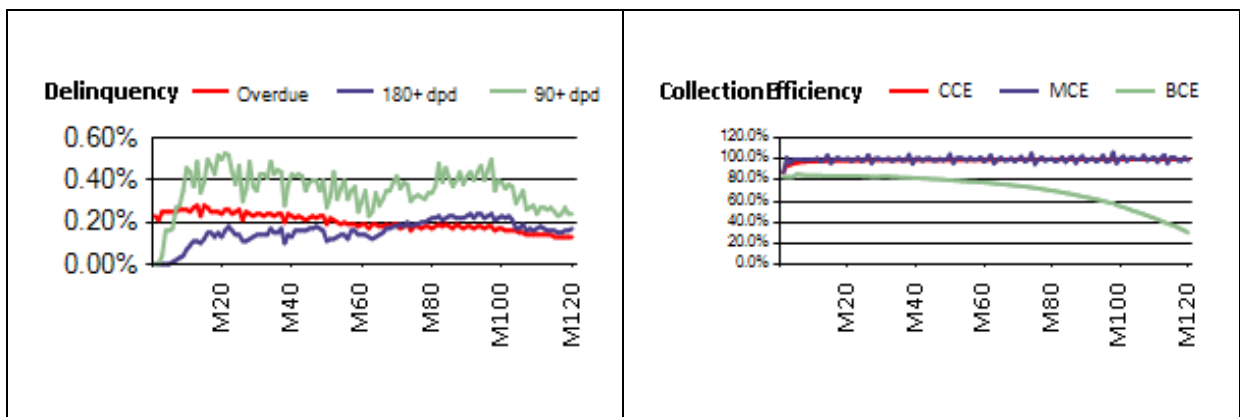 Delinquency Overdue 180+ dpd 90+ dpd
0.60%
0.40%
0.20%
0.00%
M20 M40 M60 M80 M100 M120
CollectionEfficiency CCE MCE BCE
120.0%
100.0%
80.0%
60.0%
40.0%
20.0%
0.0%
M20 M40 M60 M80 M100 M120